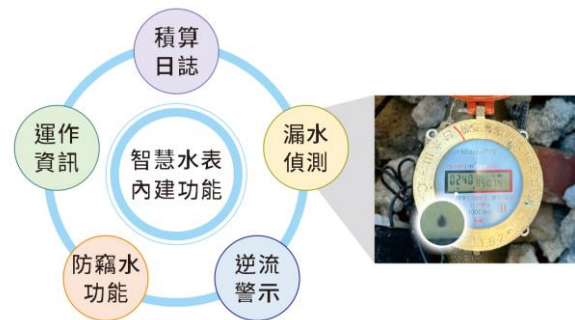 積算
日誌
運作
資訊
智慧水表
內建功能
漏水
偵測
防竊水
功能
逆流
警示